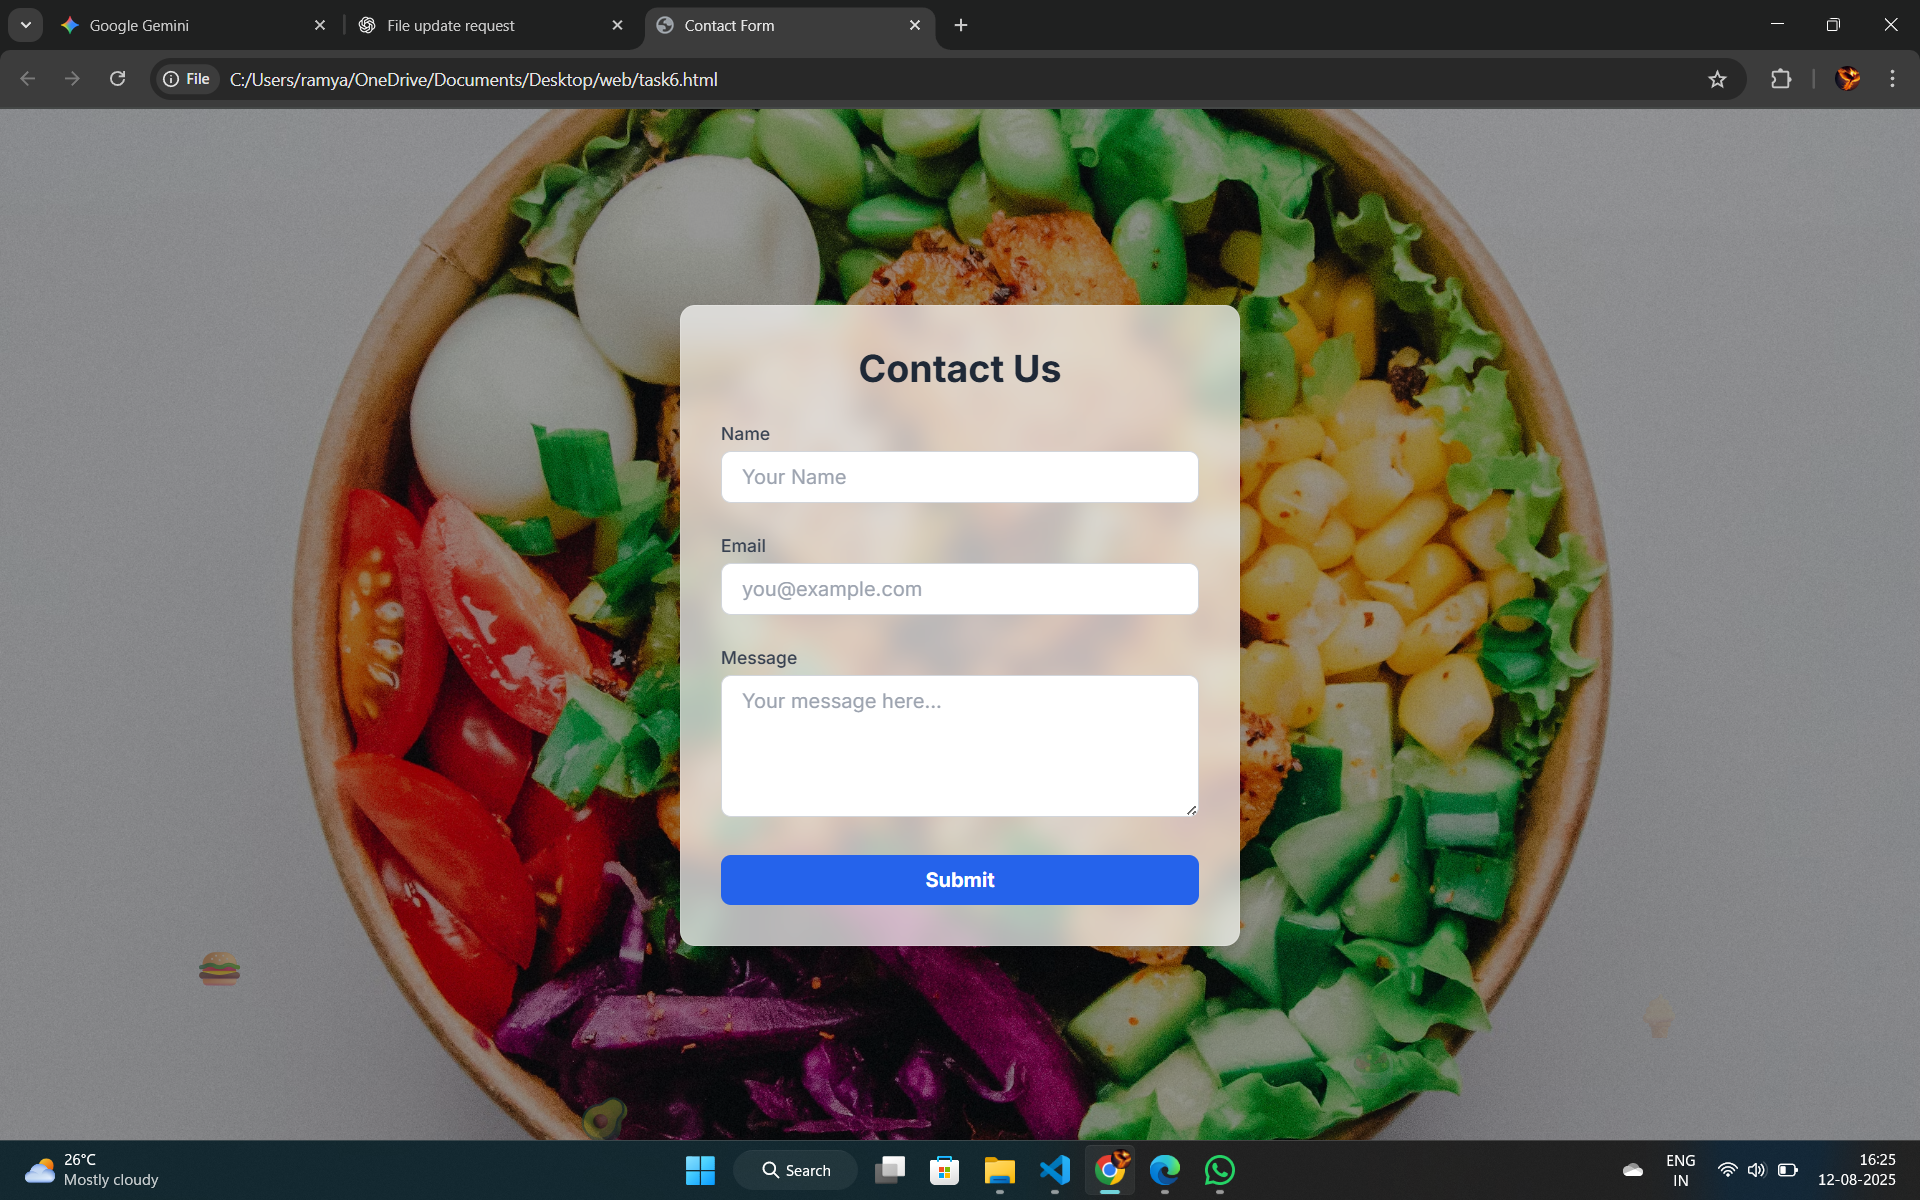 Google Gemini
File update request
Contact Form
File
C:/Users/ramya/OneDrive/Documents/Desktop/web/task6.html
Contact Us
Name
Your Name
Email
you@example.com
Message
Your message here...
Submit
26°C
Mostly cloudy
Search
ENG
IN
16:25
12-08-2025